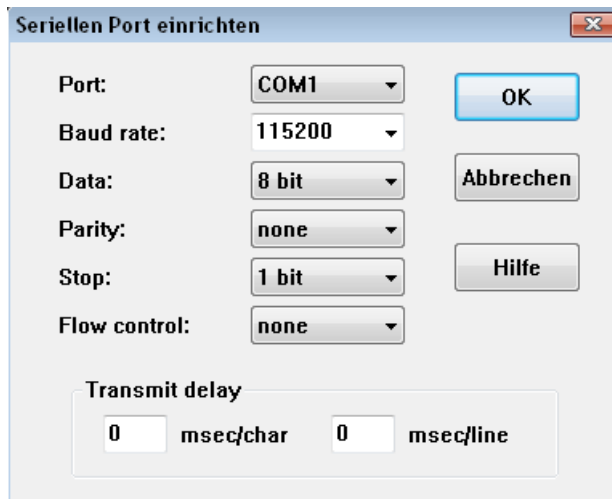 Seriellen Port einrichten
Port: COM1
OK
Baud rate: 115200
Data: 8 bit
Abbrechen
Parity: none
Stop: 1 bit
Hilfe
Flow control: none
Transmit delay
0 msec/char 0 msec/line